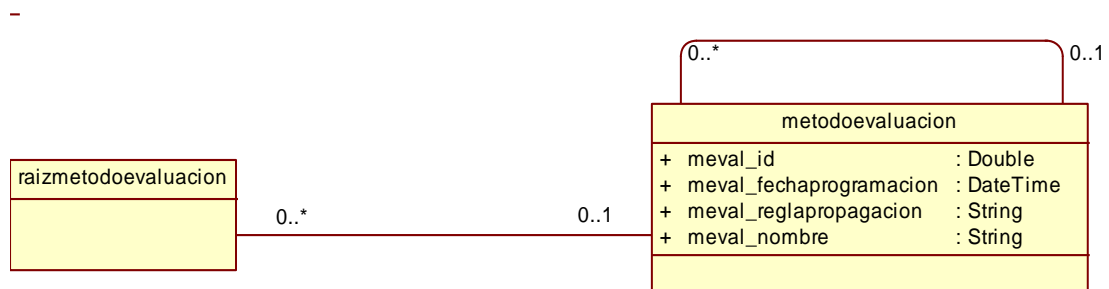 0..* 0..1
metodoevaluacion
+ meval_id : Double
+ meval_fechaprogramacion : DateTime
+ meval_reglapropagacion : String
+ meval_nombre : String
raizmetodoevaluacion
0..* 0..1